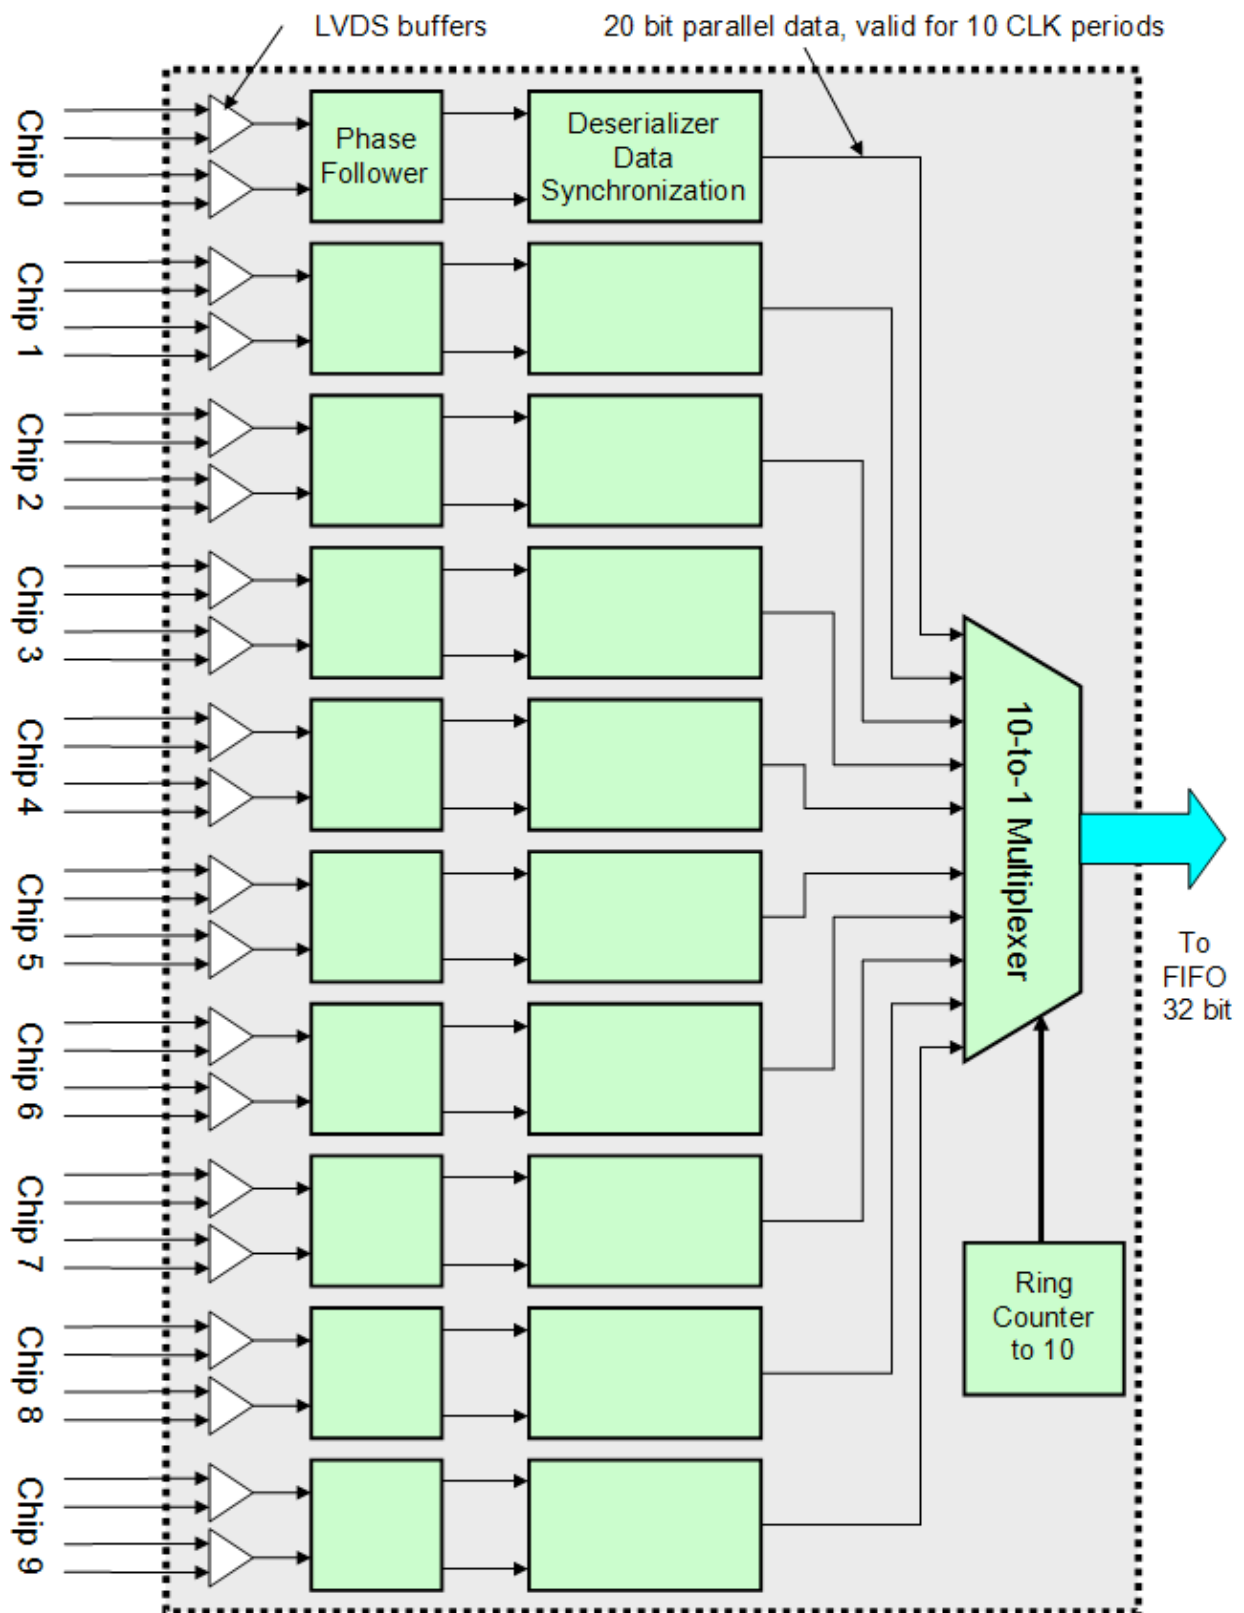 LVDS buffers
20 bit parallel data, valid for 10 CLK periods
Chip 0
Phase
Follower
Deserializer
Data
Synchronization
Chip 1
Chip 2
Chip 3
Chip 4
10-to-1 Multiplexer
Chip 5
To
FIFO
32 bit
Chip 6
Chip 7
Ring
Counter
to 10
Chip 8
Chip 9